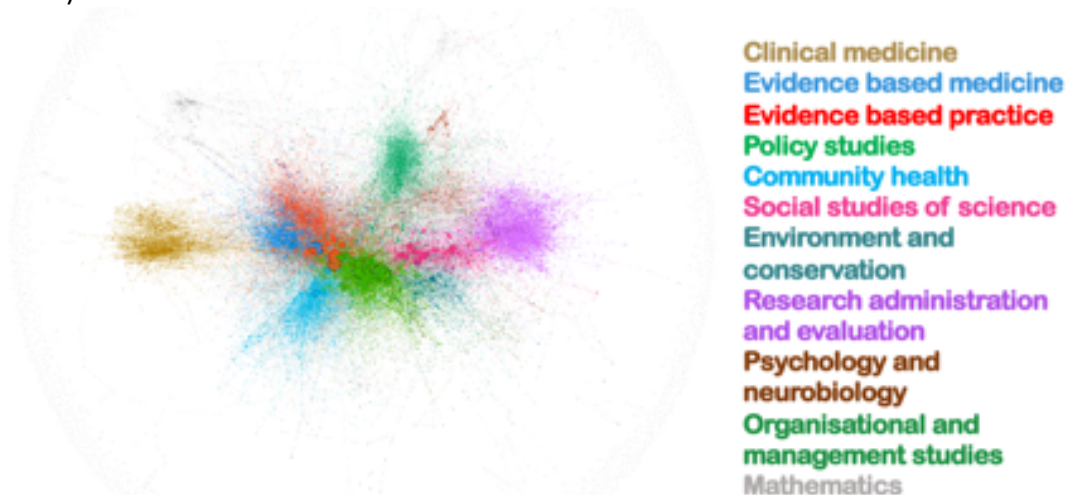 Clinical medicine
Evidence based medicine
Evidence based practice
Policy studies
Community health
Social studies of science
Environment and
conservation
Research administration
and evaluation
Psychology and
neurobiology
Organisational and
management studies
Mathematics